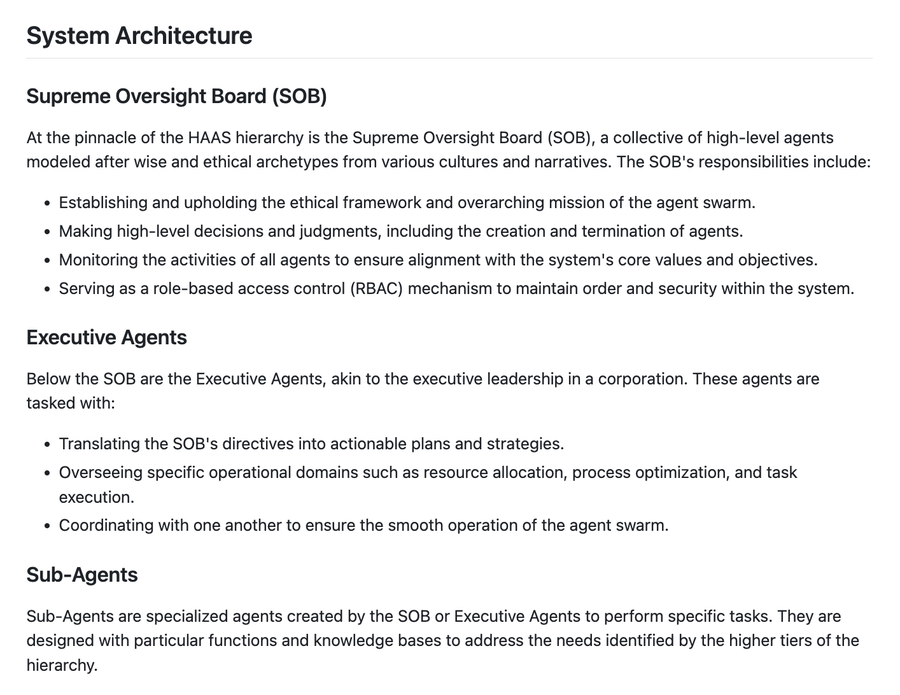 System Architecture
Supreme Oversight Board (SOB)
At the pinnacle of the HAAS hierarchy is the Supreme Oversight Board (SOB), a collective of high-level agents
modeled after wise and ethical archetypes from various cultures and narratives. The SOB's responsibilities include:
• Establishing and upholding the ethical framework and overarching mission of the agent swarm.
• Making high-level decisions and judgments, including the creation and termination of agents.
• Monitoring the activities of all agents to ensure alignment with the system's core values and objectives.
• Serving as a role-based access control (RBAC) mechanism to maintain order and security within the system.
Executive Agents
Below the SOB are the Executive Agents, akin to the executive leadership in a corporation. These agents are
tasked with:
• Translating the SOB's directives into actionable plans and strategies.
• Overseeing specific operational domains such as resource allocation, process optimization, and task
execution.
• Coordinating with one another to ensure the smooth operation of the agent swarm.
Sub-Agents
Sub-Agents are specialized agents created by the SOB or Executive Agents to perform specific tasks. They are
designed with particular functions and knowledge bases to address the needs identified by the higher tiers of the
hierarchy.